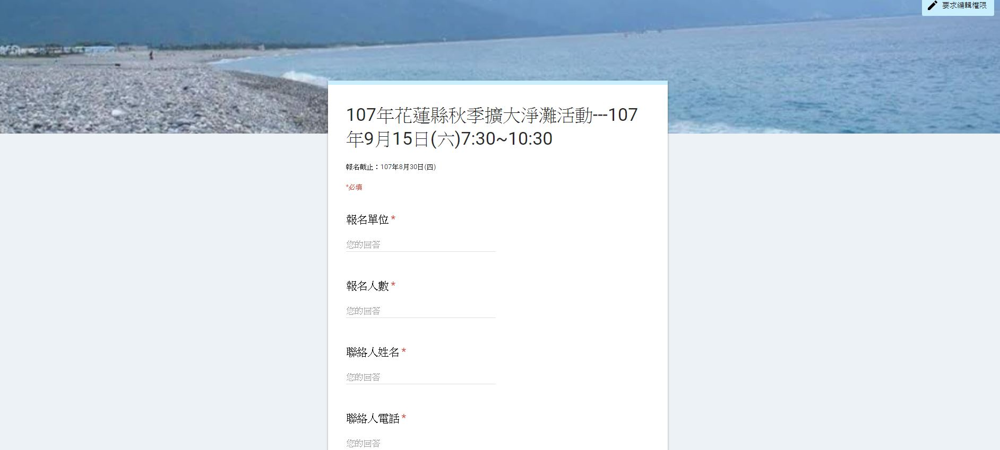 要求編輯權限
107年花蓮縣秋季擴大淨灘活動---107
年9月15日(六)7:30~10:30
報名截止：107年8月30日(四)
*必填
報名單位 *
您的回答
報名人數 *
您的回答
聯絡人姓名 *
您的回答
聯絡人電話 *
您的回答